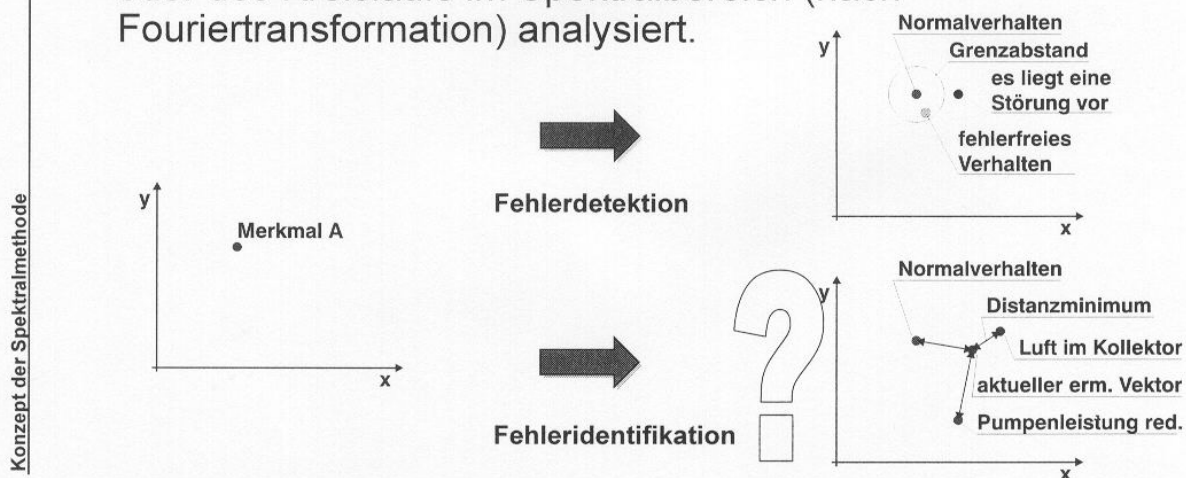 Fouriertransformation) analysiert.
Konzept der Spektralmethode
y
Merkmal A
x
Fehlerdetektion
Normalverhalten
y
Grenzabstand
es liegt eine
Störung vor
fehlerfreies
Verhalten
x
Fehleridentifikation
?
Normalverhalten
y
Distanzminimum
Luft im Kollektor
aktueller erm. Vektor
Pumpenleistung red.
x